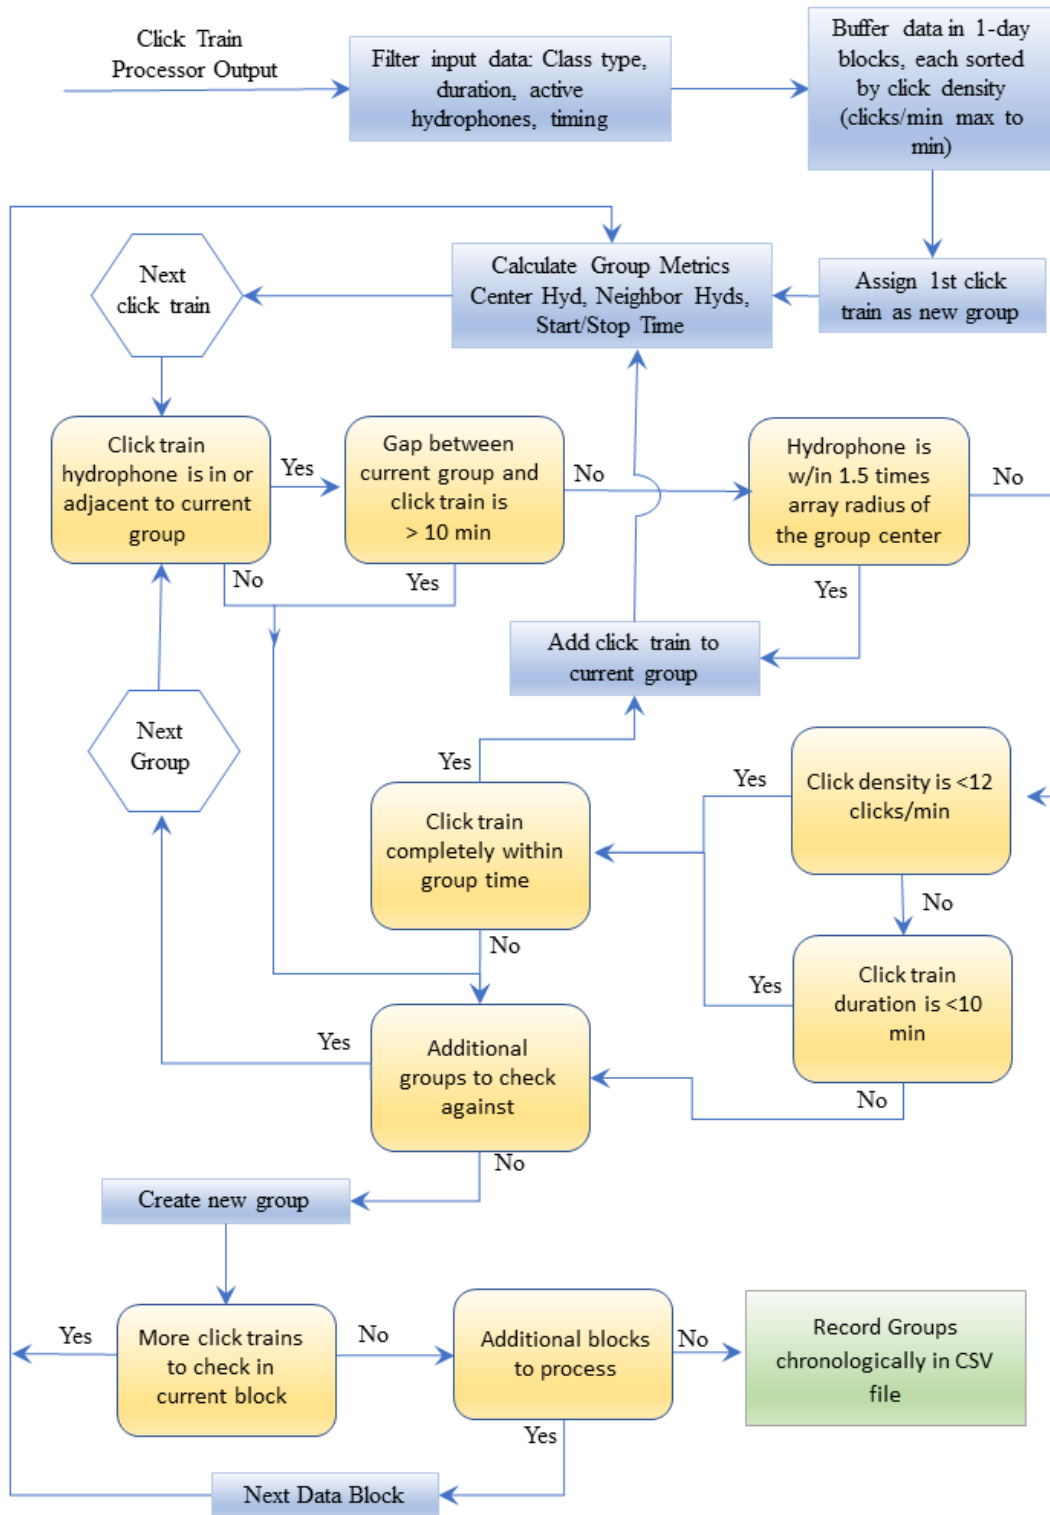 Click Train
Processor Output
Filter input data: Class type,
duration, active
hydrophones, timing
Buffer data in 1-day
blocks, each sorted
by click density
(clicks/min max to
min)
Next
click train
Calculate Group Metrics
Center Hyd, Neighbor Hyds,
Start/Stop Time
Assign 1st click
train as new group
Click train
hydrophone is in or
adjacent to current
group
Yes
Gap between
current group and
click train is
> 10 min
No
Hydrophone is
w/in 1.5 times
array radius of
the group center
No
No
Yes
Yes
Add click train to
current group
Next
Group
Yes
Click train
completely within
group time
Yes
Click density is <12
clicks/min
No
No
Yes
Click train
duration is <10
min
Yes
Additional
groups to check
against
No
No
Create new group
Yes
More click trains
to check in
current block
No
Additional blocks
to process
No
Record Groups
chronologically in CSV
file
Yes
Next Data Block